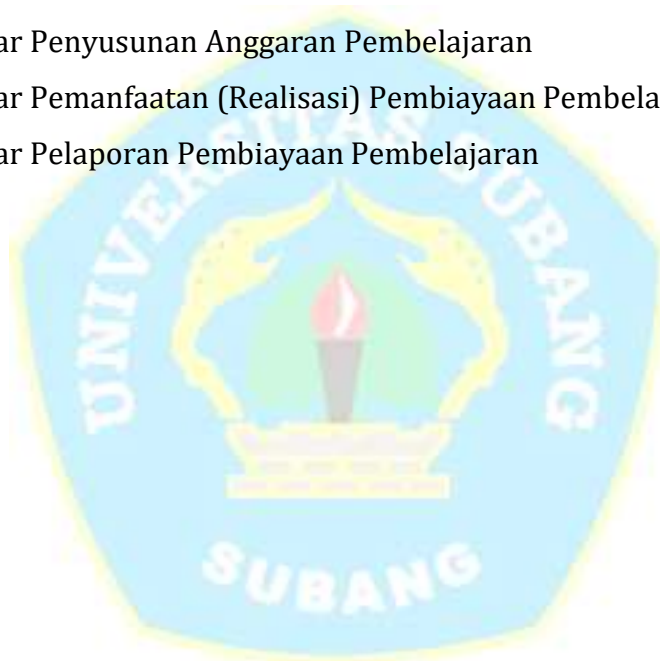 ar Penyusunan Anggaran Pembelajaran
ar Pemanfaatan (Realisasi) Pembiayaan Pembela
ar Pelaporan Pembiayaan Pembelajaran
UNIVERSITAS SUBANG
SUBANG